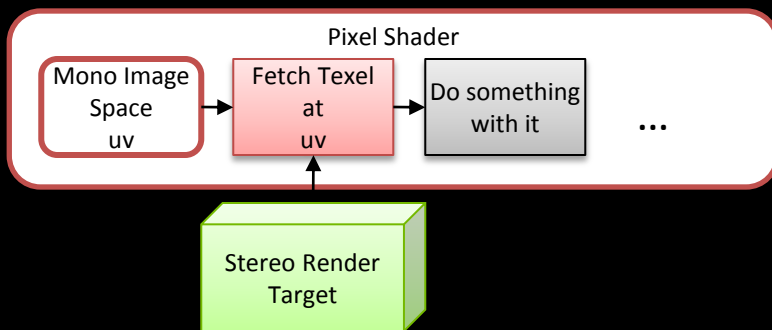 Pixel Shader
Mono Image
Space
uv
Fetch Texel
at
uv
Do something
with it
...
Stereo Render
Target